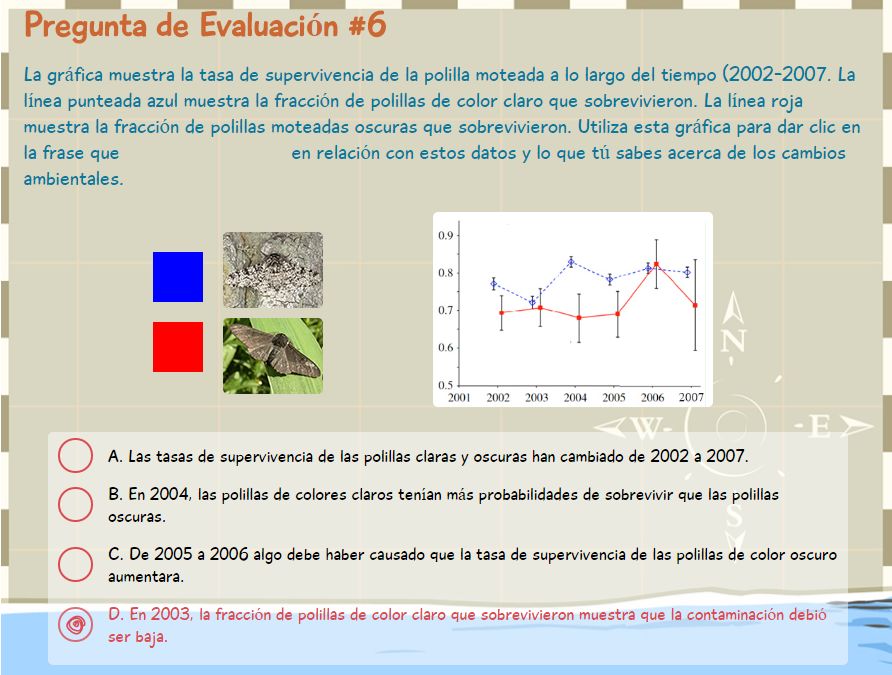 Pregunta de Evaluación #6
La gráfica muestra la tasa de supervivencia de la polilla moteada a lo largo del tiempo (2002-2007. La
línea punteada azul muestra la fracción de polillas de color claro que sobrevivieron. La línea roja
muestra la fracción de polillas moteadas oscuras que sobrevivieron. Utiliza esta gráfica para dar clic en
la frase que en relación con estos datos y lo que tú sabes acerca de los cambios
ambientales.
0.9
0.8
0.7
0.6
0.5
2001 2002 2003 2004 2005 2006 2007
N
W
E
S
A. Las tasas de supervivencia de las polillas claras y oscuras han cambiado de 2002 a 2007.
B. En 2004, las polillas de colores claros tenían más probabilidades de sobrevivir que las polillas
oscuras.
C. De 2005 a 2006 algo debe haber causado que la tasa de supervivencia de las polillas de color oscuro
aumentara.
D. En 2003, la fracción de polillas de color claro que sobrevivieron muestra que la contaminación debió
ser baja.